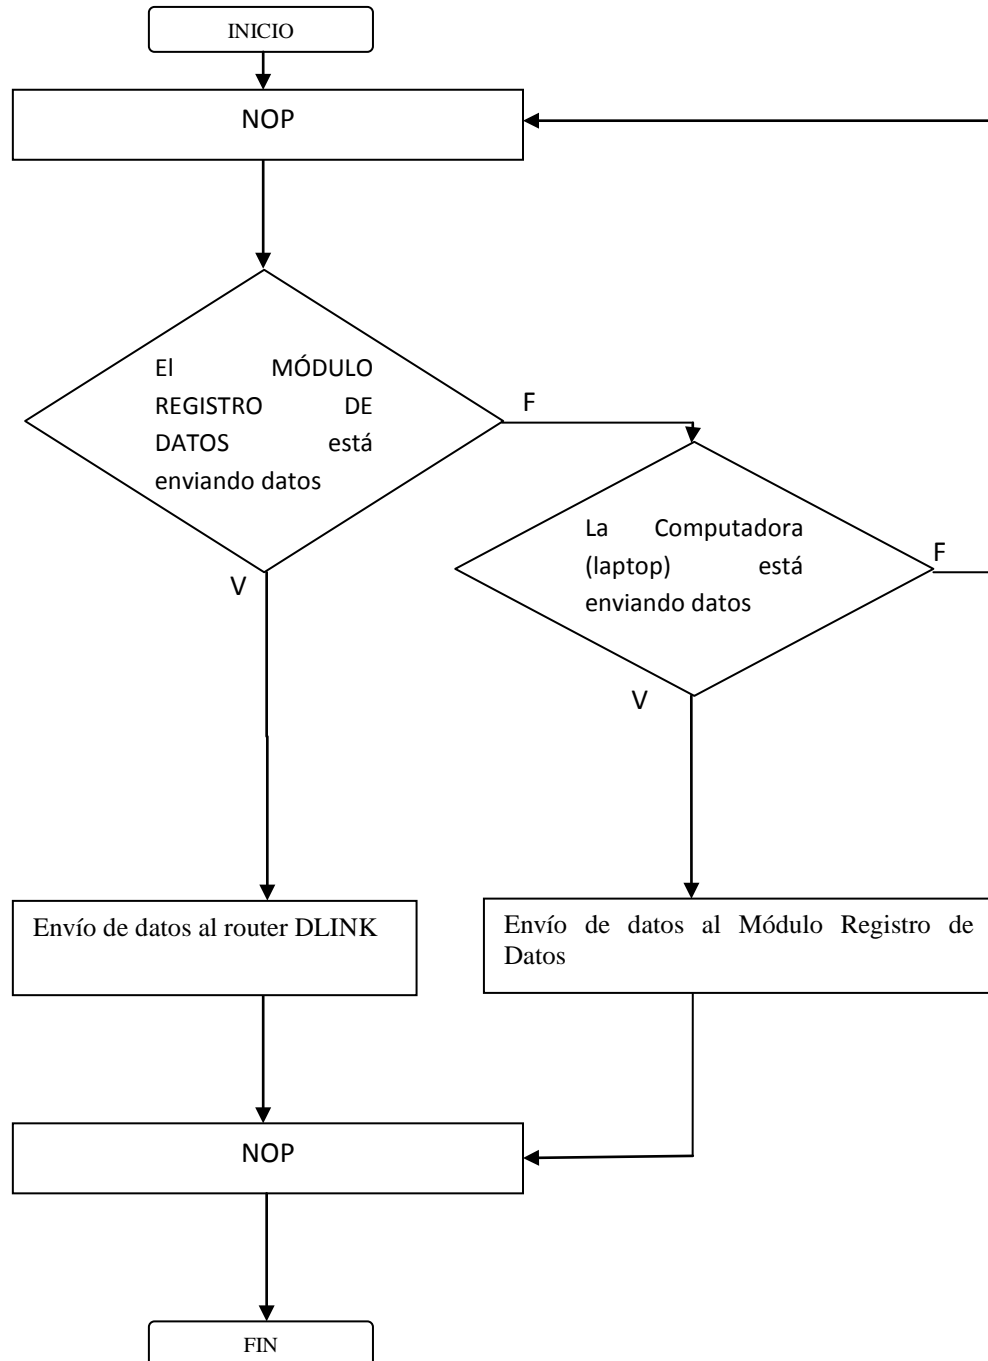 INICIO
NOP
El MÓDULO
REGISTRO DE
DATOS está
enviando datos
F
V
La Computadora
(laptop) está
enviando datos
F
V
Envío de datos al router DLINK
Envío de datos al Módulo Registro de
Datos
NOP
FIN